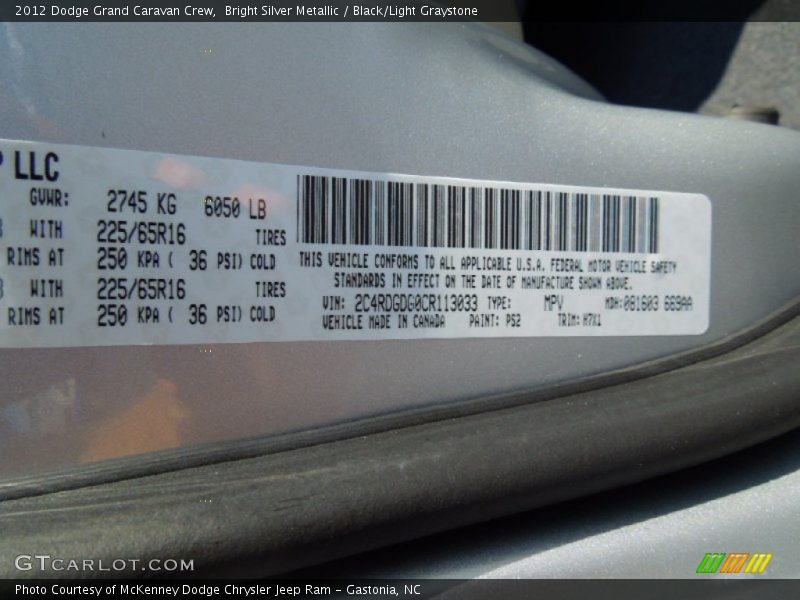 2012 Dodge Grand Caravan Crew,  Bright Silver Metallic / Black/Light Graystone
LLC
GVWR: 2745 KG 6050 LB
WITH 225/65R16 TIRES
RIMS AT 250 KPA ( 36 PSI) COLD
WITH 225/65R16 TIRES
RIMS AT 250 KPA ( 36 PSI) COLD
THIS VEHICLE CONFORMS TO ALL APPLICABLE U.S.A. FEDERAL MOTOR VEHICLE SAFETY
STANDARDS IN EFFECT ON THE DATE OF MANUFACTURE SHOWN ABOVE.
VIN: 2C4RDGDG0CR113033 TYPE: MPV MDH:081603 669AA
VEHICLE MADE IN CANADA PAINT: PS2 TRIM: H7X1
GTCARLOT.COM
Photo Courtesy of McKenney Dodge Chrysler Jeep Ram – Gastonia, NC